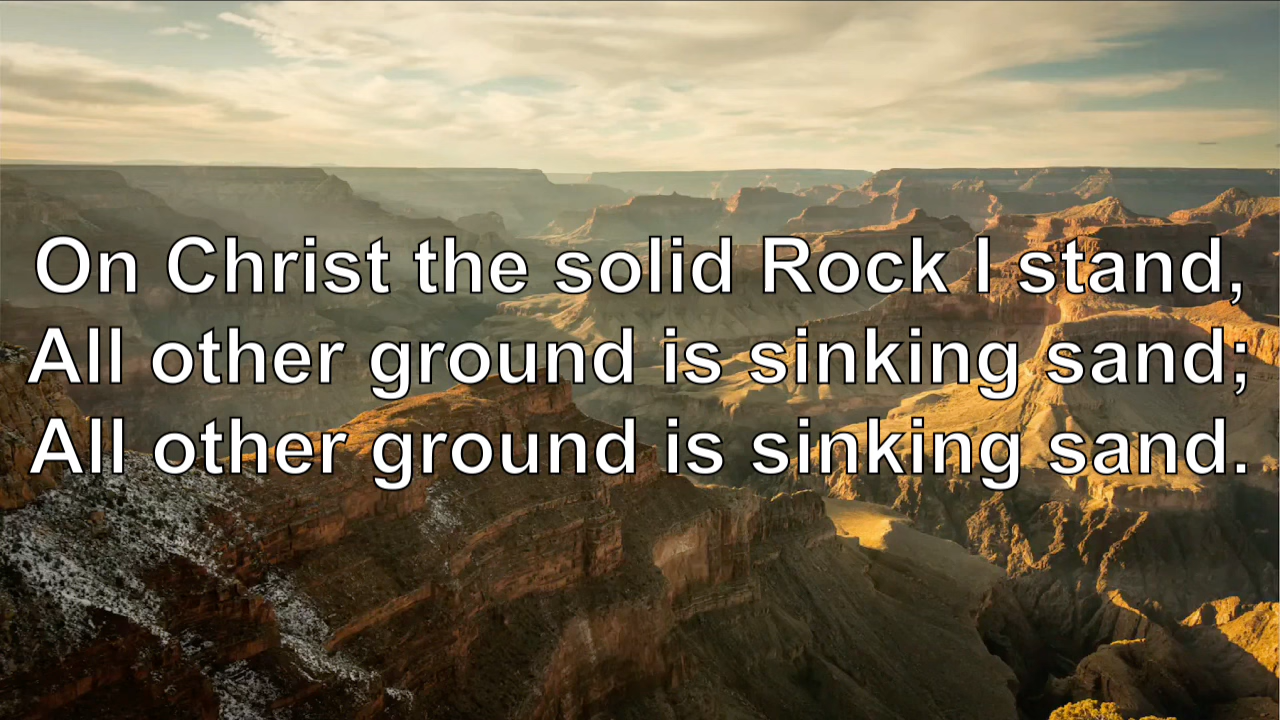 On Christ the solid Rock I stand,
All other ground is sinking sand;
All other ground is sinking sand.